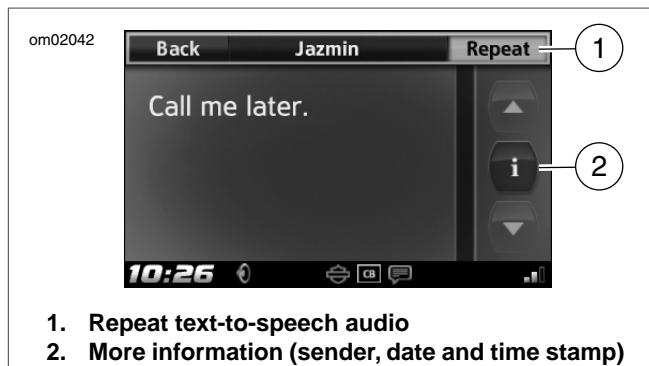 om02042
Back Jazmin Repeat 1
Call me later.
i 2
10:26 CB
1. Repeat text-to-speech audio
2. More information (sender, date and time stamp)